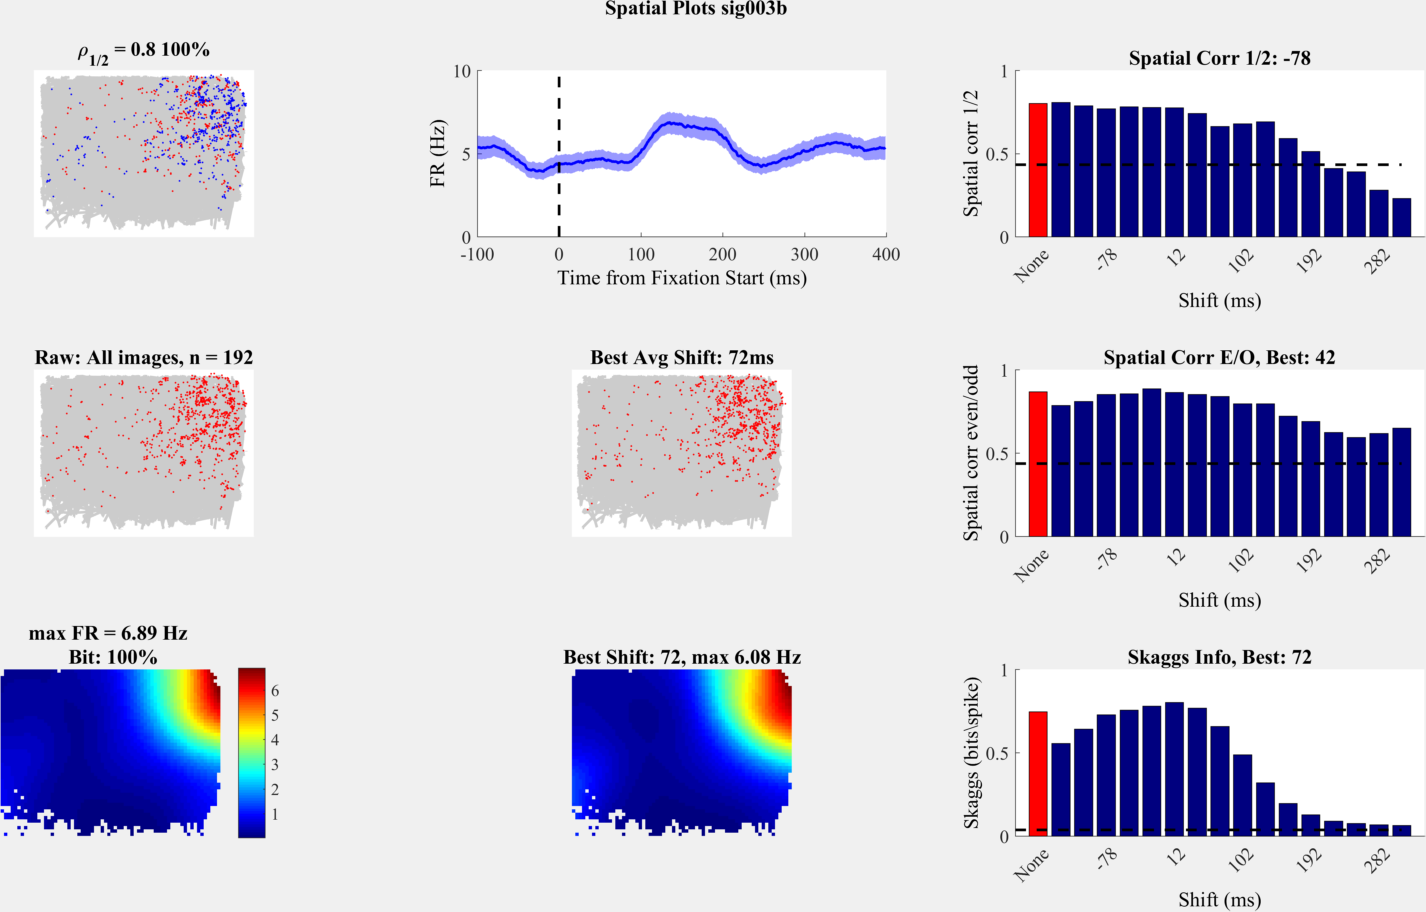 Spatial Plots sig003b
ρ1/2 = 0.8 100%
10
5
0
FR (Hz)
-100 0 100 200 300 400
Time from Fixation Start (ms)
Spatial Corr 1/2: -78
1
0.5
0
Spatial corr 1/2
None -78 12 102 192 282
Shift (ms)
Raw: All images, n = 192
Best Avg Shift: 72ms
Spatial Corr E/O, Best: 42
1
0.5
0
Spatial corr even/odd
None -78 12 102 192 282
Shift (ms)
max FR = 6.89 Hz
Bit: 100%
6
5
4
3
2
1
Best Shift: 72, max 6.08 Hz
Skaggs Info, Best: 72
1
0.5
0
Skaggs (bits\spike)
None -78 12 102 192 282
Shift (ms)